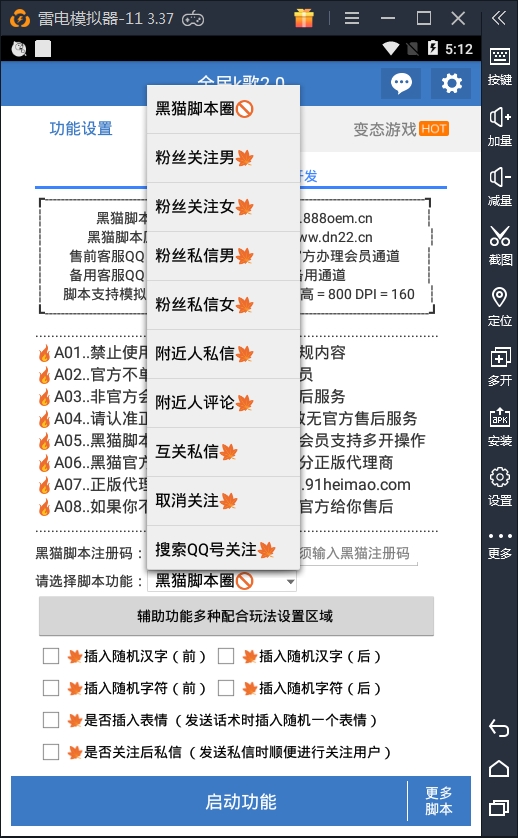 雷电模拟器-11 3.37
5:12
全民k歌2.0
功能设置
变态游戏 HOT
开发
黑猫脚本圈
粉丝关注男
粉丝关注女
粉丝私信男
粉丝私信女
附近人私信
附近人评论
互关私信
取消关注
搜索QQ号关注
黑猫脚本 .888oem.cn
黑猫脚本 ww.dn22.cn
售前客服QQ 官方办理会员通道
备用客服QQ 备用通道
脚本支持模拟 高 = 800 DPI = 160
A01..禁止使用 规内容
A02..官方不单 员
A03..非官方会 后服务
A04..请认准正 无官方售后服务
A05..黑猫脚本 会员支持多开操作
A06..黑猫官方 分正版代理商
A07..正版代理 .91heimao.com
A08..如果你不 官方给你售后
黑猫脚本注册码： 须输入黑猫注册码
请选择脚本功能： 黑猫脚本圈
辅助功能多种配合玩法设置区域
插入随机汉字（前） 插入随机汉字（后）
插入随机字符（前） 插入随机字符（后）
是否插入表情（发送话术时插入随机一个表情）
是否关注后私信（发送私信时顺便进行关注用户）
启动功能
更多
脚本
按键
加量
减量
截图
定位
多开
APK
安装
设置
更多